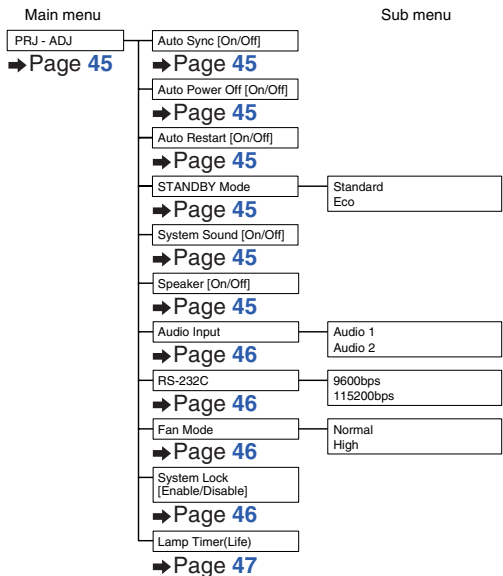 Main menu
Sub menu
PRJ - ADJ
➡Page 45
Auto Sync [On/Off]
➡Page 45
Auto Power Off [On/Off]
➡Page 45
Auto Restart [On/Off]
➡Page 45
STANDBY Mode
➡Page 45
Standard
Eco
System Sound [On/Off]
➡Page 45
Speaker [On/Off]
➡Page 45
Audio Input
➡Page 46
Audio 1
Audio 2
RS-232C
➡Page 46
9600bps
115200bps
Fan Mode
➡Page 46
Normal
High
System Lock
[Enable/Disable]
➡Page 46
Lamp Timer(Life)
➡Page 47